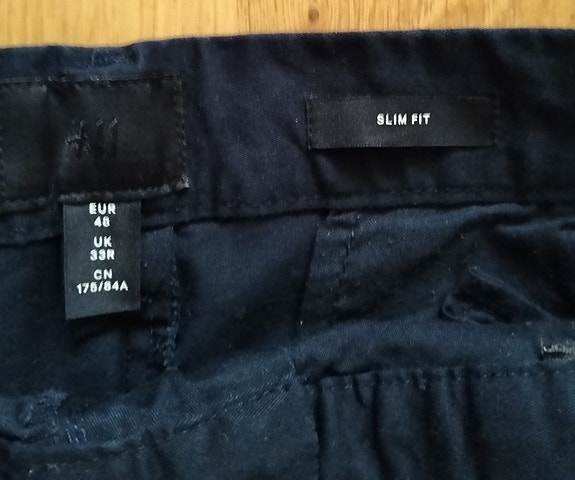 H&M
SLIM FIT
EUR
48
UK
33R
CN
175/84A